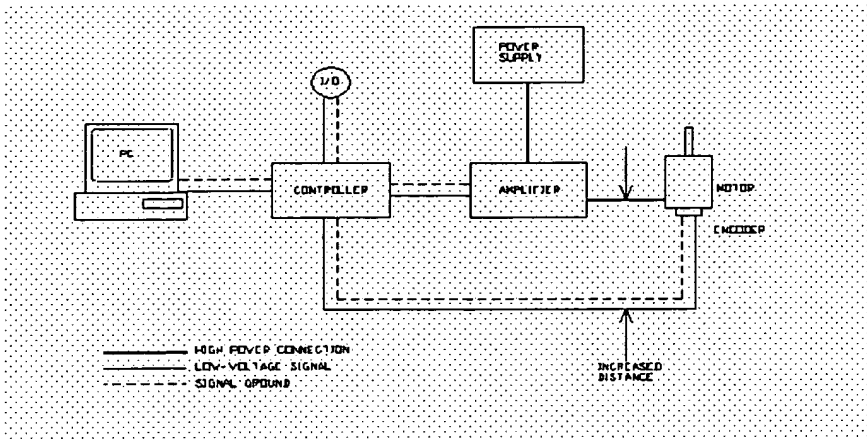 POWER
SUPPLY
I/O
PC
CONTROLLER
AMPLIFIER
MOTOR
ENCODER
HIGH POWER CONNECTION
LOW-VOLTAGE SIGNAL
SIGNAL GROUND
INCREASED
DISTANCE